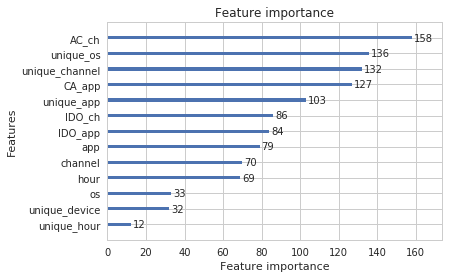 Feature importance
AC_ch 158
unique_os 136
unique_channel 132
CA_app 127
unique_app 103
IDO_ch 86
IDO_app 84
app 79
channel 70
hour 69
os 33
unique_device 32
unique_hour 12
Features
0 20 40 60 80 100 120 140 160
Feature importance